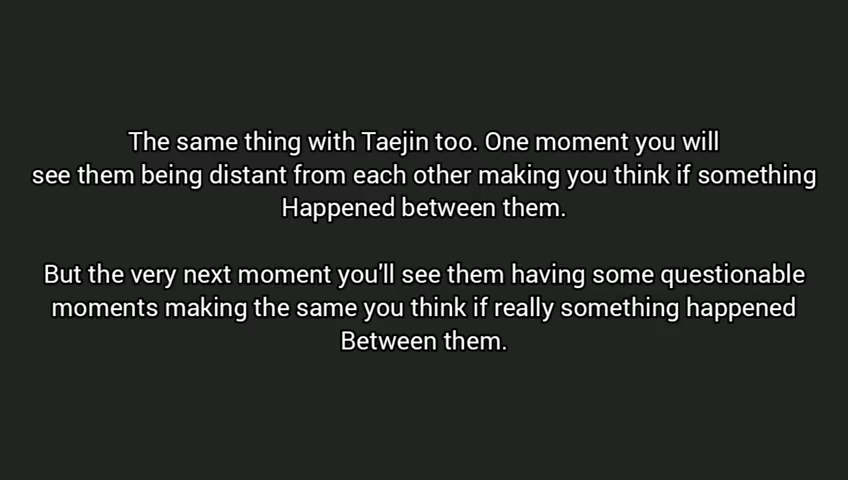 The same thing with Taejin too. One moment you will
see them being distant from each other making you think if something
Happened between them.
But the very next moment you'll see them having some questionable
moments making the same you think if really something happened
Between them.